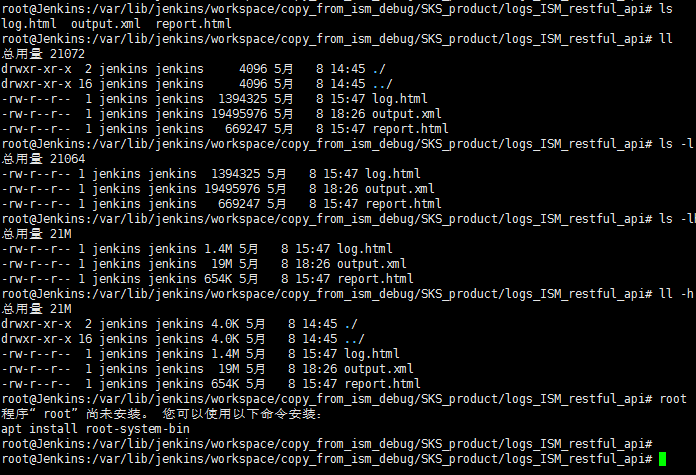 root@Jenkins:/var/lib/jenkins/workspace/copy_from_ism_debug/SKS_product/logs_ISM_restful_api# ls
log.html  output.xml  report.html
root@Jenkins:/var/lib/jenkins/workspace/copy_from_ism_debug/SKS_product/logs_ISM_restful_api# ll
总用量 21072
drwxr-xr-x  2 jenkins jenkins     4096 5月   8 14:45 ./
drwxr-xr-x 16 jenkins jenkins     4096 5月   8 14:45 ../
-rw-r--r--  1 jenkins jenkins  1394325 5月   8 15:47 log.html
-rw-r--r--  1 jenkins jenkins 19495976 5月   8 18:26 output.xml
-rw-r--r--  1 jenkins jenkins   669247 5月   8 15:47 report.html
root@Jenkins:/var/lib/jenkins/workspace/copy_from_ism_debug/SKS_product/logs_ISM_restful_api# ls -l
总用量 21064
-rw-r--r-- 1 jenkins jenkins  1394325 5月   8 15:47 log.html
-rw-r--r-- 1 jenkins jenkins 19495976 5月   8 18:26 output.xml
-rw-r--r-- 1 jenkins jenkins   669247 5月   8 15:47 report.html
root@Jenkins:/var/lib/jenkins/workspace/copy_from_ism_debug/SKS_product/logs_ISM_restful_api# ls -lh
总用量 21M
-rw-r--r-- 1 jenkins jenkins 1.4M 5月   8 15:47 log.html
-rw-r--r-- 1 jenkins jenkins  19M 5月   8 18:26 output.xml
-rw-r--r-- 1 jenkins jenkins 654K 5月   8 15:47 report.html
root@Jenkins:/var/lib/jenkins/workspace/copy_from_ism_debug/SKS_product/logs_ISM_restful_api# ll -h
总用量 21M
drwxr-xr-x  2 jenkins jenkins 4.0K 5月   8 14:45 ./
drwxr-xr-x 16 jenkins jenkins 4.0K 5月   8 14:45 ../
-rw-r--r--  1 jenkins jenkins 1.4M 5月   8 15:47 log.html
-rw-r--r--  1 jenkins jenkins  19M 5月   8 18:26 output.xml
-rw-r--r--  1 jenkins jenkins 654K 5月   8 15:47 report.html
root@Jenkins:/var/lib/jenkins/workspace/copy_from_ism_debug/SKS_product/logs_ISM_restful_api# root
程序“ root” 尚未安装。 您可以使用以下命令安装：
apt install root-system-bin
root@Jenkins:/var/lib/jenkins/workspace/copy_from_ism_debug/SKS_product/logs_ISM_restful_api#
root@Jenkins:/var/lib/jenkins/workspace/copy_from_ism_debug/SKS_product/logs_ISM_restful_api#